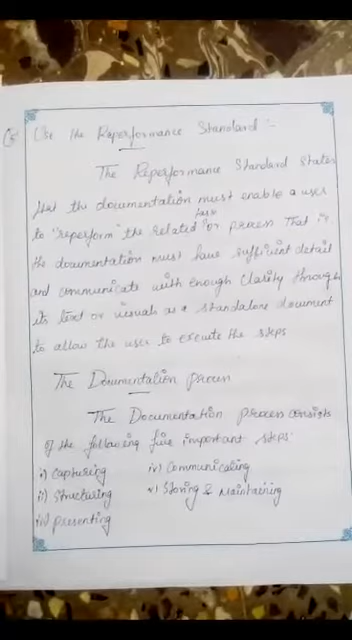 Use the Reperformance Standard :-
The Reperformance Standard States
that the documentation must enable a user
to "reperform" the related task or process that is
the documentation must have sufficient detail
and communicate with enough clarity through
its text or visuals as a standalone document
to allow the user to execute the steps
The Documentation process
The Documentation process consists
of the following five important steps:
i) Capturing
iv) Communicating
ii) Structuring
v) Storing & Maintaining
iii) presenting